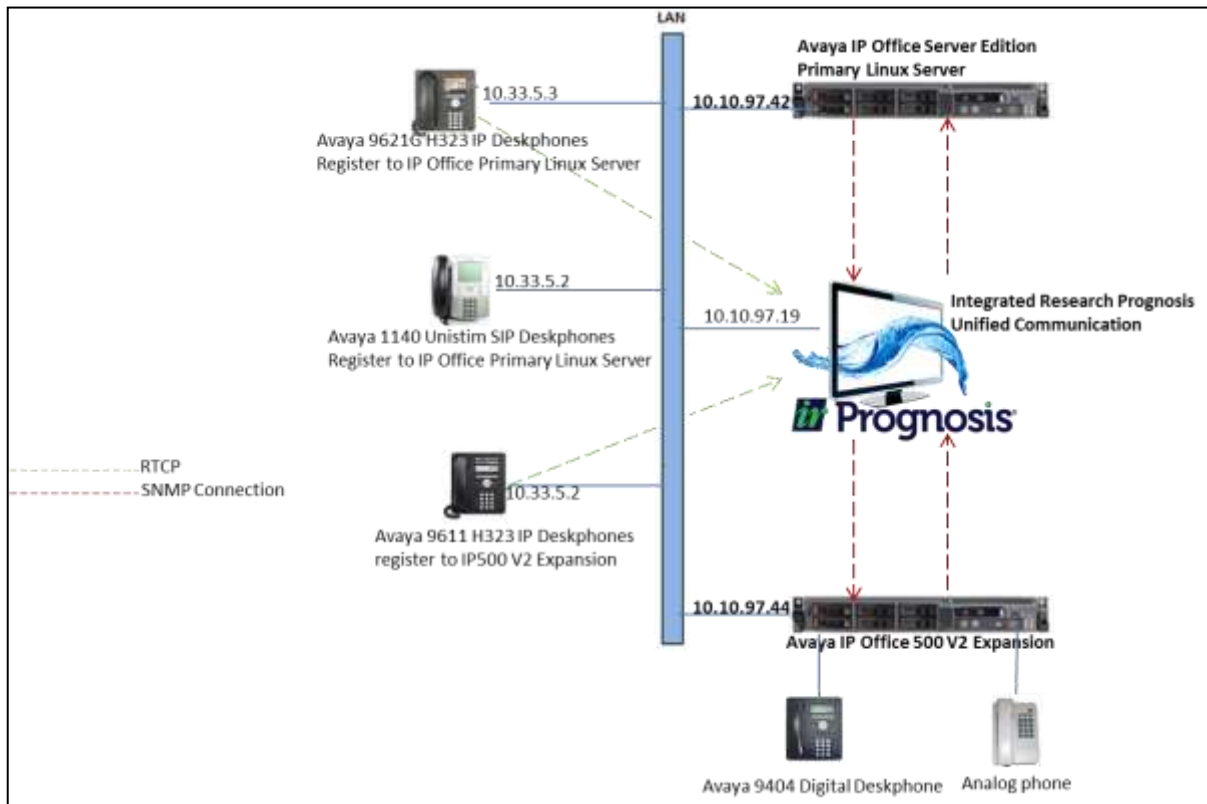 LAN
Avaya IP Office Server Edition
Primary Linux Server
10.33.5.3
10.10.97.42
Avaya 9621G H323 IP Deskphones
Register to IP Office Primary Linux Server
10.33.5.2
Avaya 1140 Unistim SIP Deskphones
Register to IP Office Primary Linux Server
10.10.97.19
Integrated Research Prognosis
Unified Communication
ir Prognosis
RTCP
SNMP Connection
10.33.5.2
Avaya 9611 H323 IP Deskphones
register to IP500 V2 Expansion
10.10.97.44
Avaya IP Office 500 V2 Expansion
Avaya 9404 Digital Deskphone
Analog phone